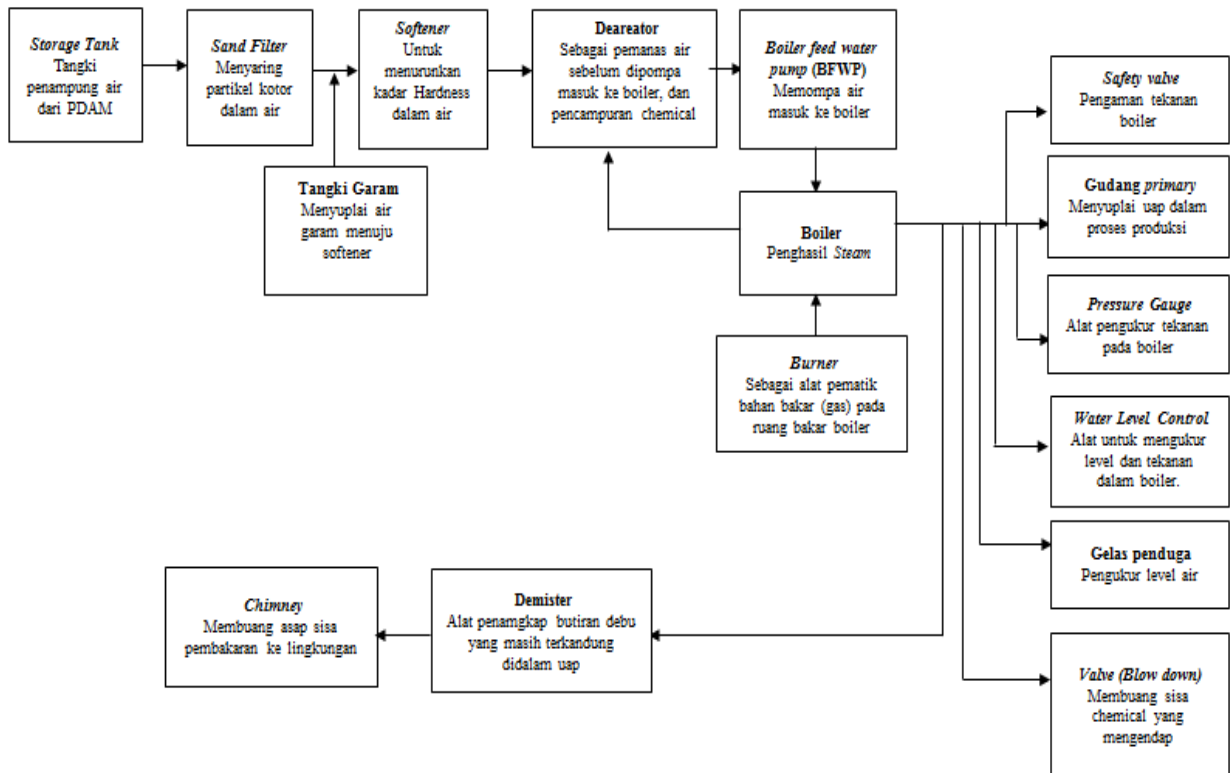 Storage Tank
Tangki
penampung air
dari PDAM
Sand Filter
Menyaring
partikel kotor
dalam air
Softener
Untuk
menurunkan
kadar Hardness
dalam air
Deareator
Sebagai pemanas air
sebelum dipompa
masuk ke boiler, dan
pencampuran chemical
Boiler feed water
pump (BFWP)
Memompa air
masuk ke boiler
Safety valve
Pengaman tekanan
boiler
Tangki Garam
Menyuplai air
garam menuju
softener
Boiler
Penghasil Steam
Gudang primary
Menyuplai uap dalam
proses produksi
Pressure Gauge
Alat pengukur tekanan
pada boiler
Burner
Sebagai alat pematik
bahan bakar (gas) pada
ruang bakar boiler
Water Level Control
Alat untuk mengukur
level dan tekanan
dalam boiler.
Gelas penduga
Pengukur level air
Chimney
Membuang asap sisa
pembakaran ke lingkungan
Demister
Alat penamgkap butiran debu
yang masih terkandung
didalam uap
Valve (Blow down)
Membuang sisa
chemical yang
mengendap